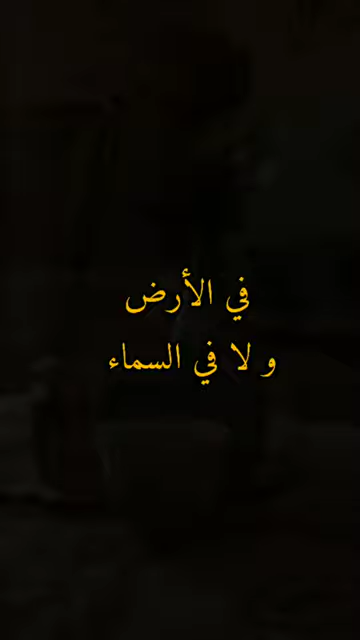 في الأرض
و لا في السماء